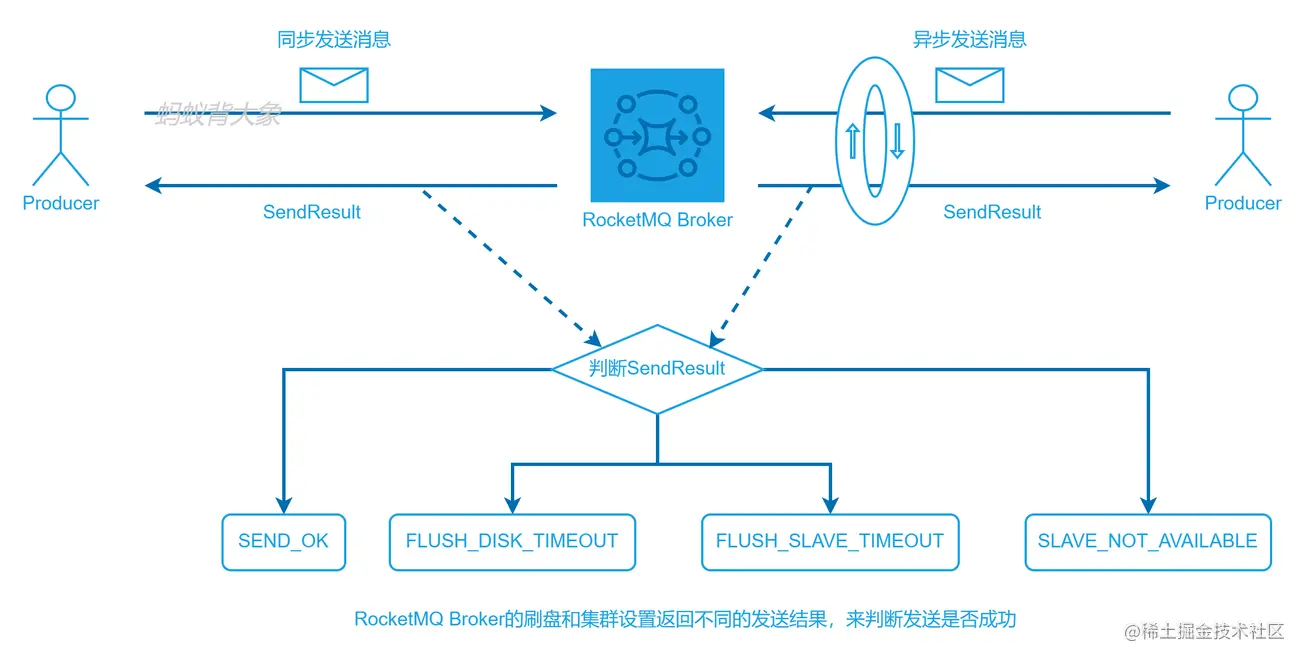 同步发送消息
异步发送消息
蚂蚁背大象
Producer
SendResult
RocketMQ Broker
SendResult
Producer
判断SendResult
SEND_OK
FLUSH_DISK_TIMEOUT
FLUSH_SLAVE_TIMEOUT
SLAVE_NOT_AVAILABLE
RocketMQ Broker的刷盘和集群设置返回不同的发送结果，来判断发送是否成功
@稀土掘金技术社区